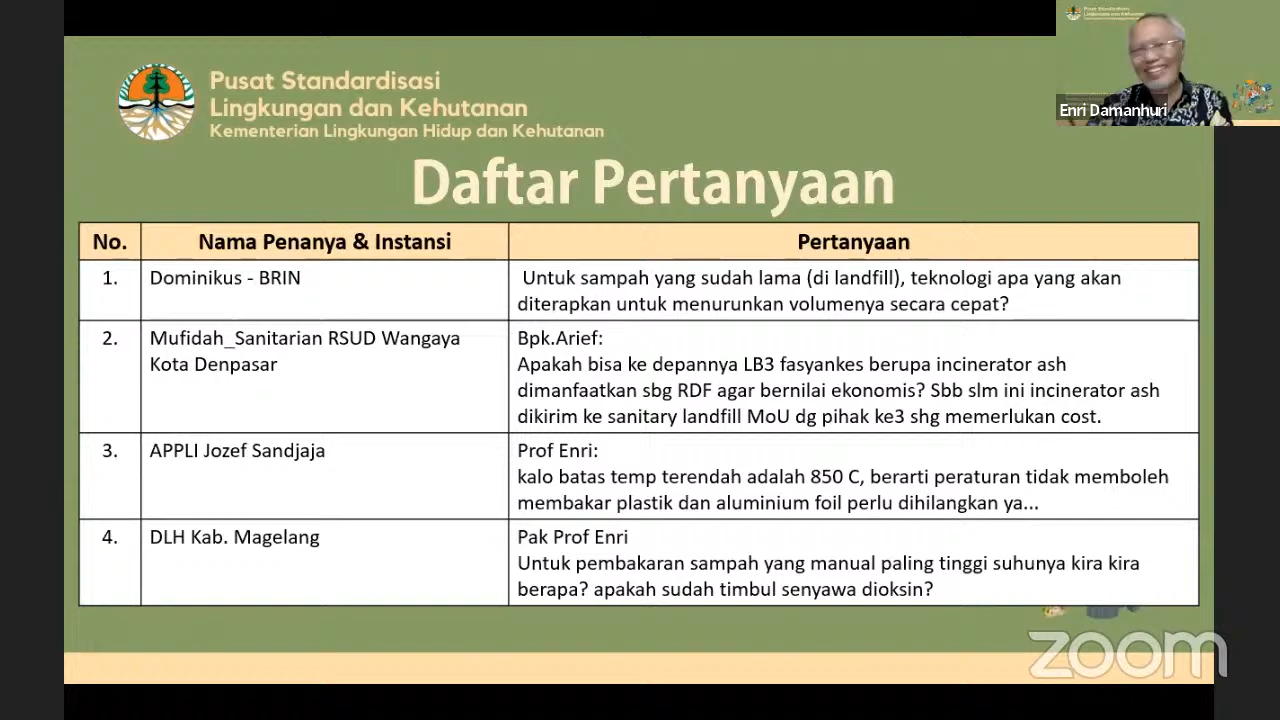 Pusat Standardisasi
Lingkungan dan Kehutanan
Kementerian Lingkungan Hidup dan Kehutanan
Enri Damanhuri
Daftar Pertanyaan
No. Nama Penanya & Instansi Pertanyaan
1. Dominikus - BRIN Untuk sampah yang sudah lama (di landfill), teknologi apa yang akan
diterapkan untuk menurunkan volumenya secara cepat?
2. Mufidah_Sanitarian RSUD Wangaya
Kota Denpasar
Bpk.Arief:
Apakah bisa ke depannya LB3 fasyankes berupa incinerator ash
dimanfaatkan sbg RDF agar bernilai ekonomis? Sbb slm ini incinerator ash
dikirim ke sanitary landfill MoU dg pihak ke3 shg memerlukan cost.
3. APPLI Jozef Sandjaja Prof Enri:
kalo batas temp terendah adalah 850 C, berarti peraturan tidak memboleh
membakar plastik dan aluminium foil perlu dihilangkan ya...
4. DLH Kab. Magelang Pak Prof Enri
Untuk pembakaran sampah yang manual paling tinggi suhunya kira kira
berapa? apakah sudah timbul senyawa dioksin?
zoom